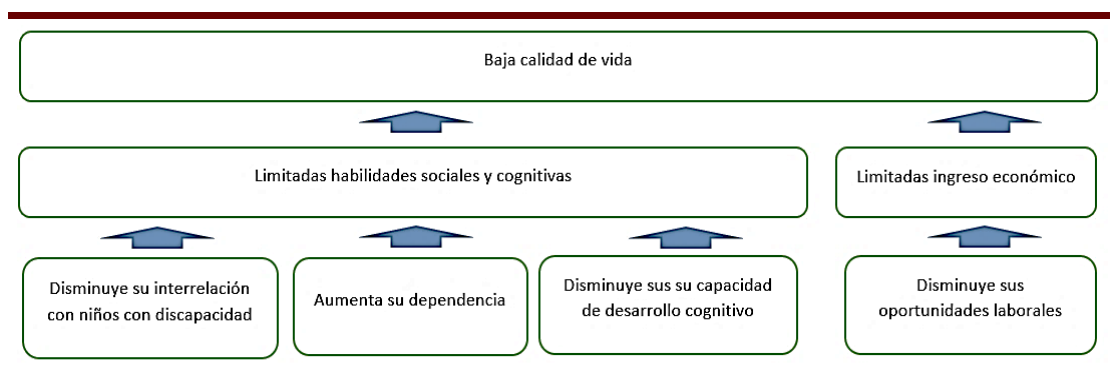 Baja calidad de vida
Limitadas habilidades sociales y cognitivas
Limitadas ingreso económico
Disminuye su interrelación
con niños con discapacidad
Aumenta su dependencia
Disminuye sus su capacidad
de desarrollo cognitivo
Disminuye sus
oportunidades laborales